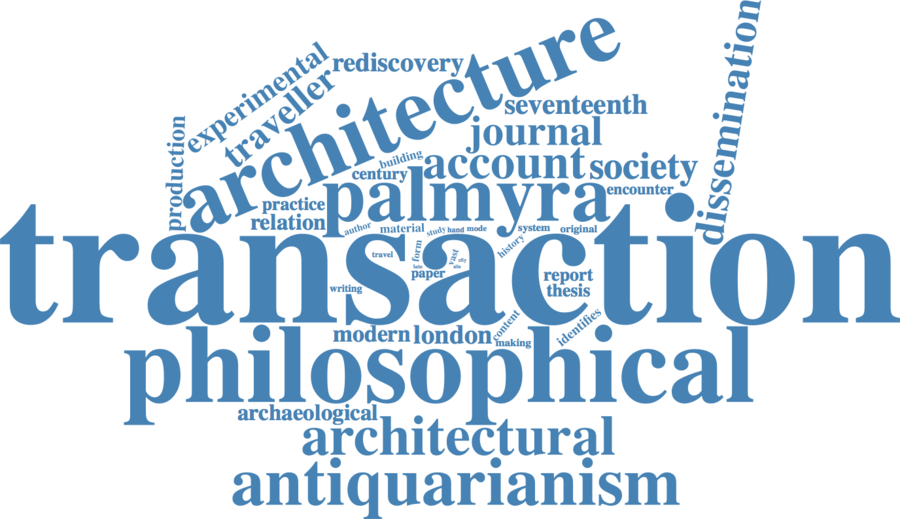 dissemination
architecture
experimental
rediscovery
traveller
seventeenth
journal
production
building
account
society
century
palmyra
encounter
practice
relation
author
material
study
hand
mode
system
original
transaction
history
form
vast
travel
paper
report
writing
thesis
content
identifies
modern
london
making
philosophical
archaeological
architectural
antiquarianism